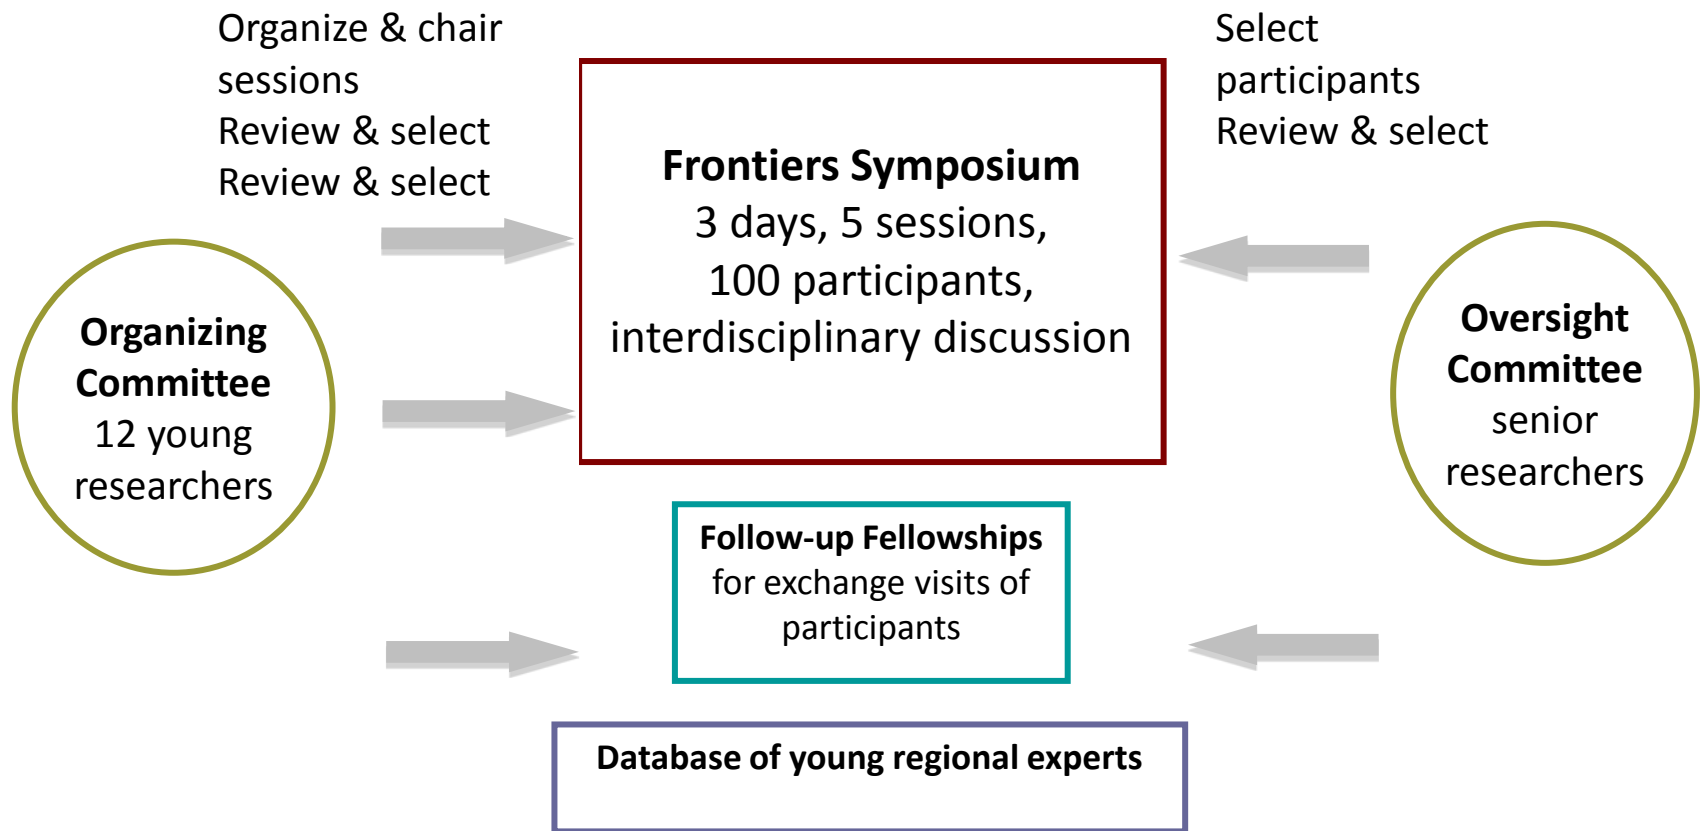 Organize & chair
sessions
Review & select
Review & select
Select
participants
Review & select
Frontiers Symposium
3 days, 5 sessions,
100 participants,
interdisciplinary discussion
Organizing
Committee
12 young
researchers
Oversight
Committee
senior
researchers
Follow-up Fellowships
for exchange visits of
participants
Database of young regional experts